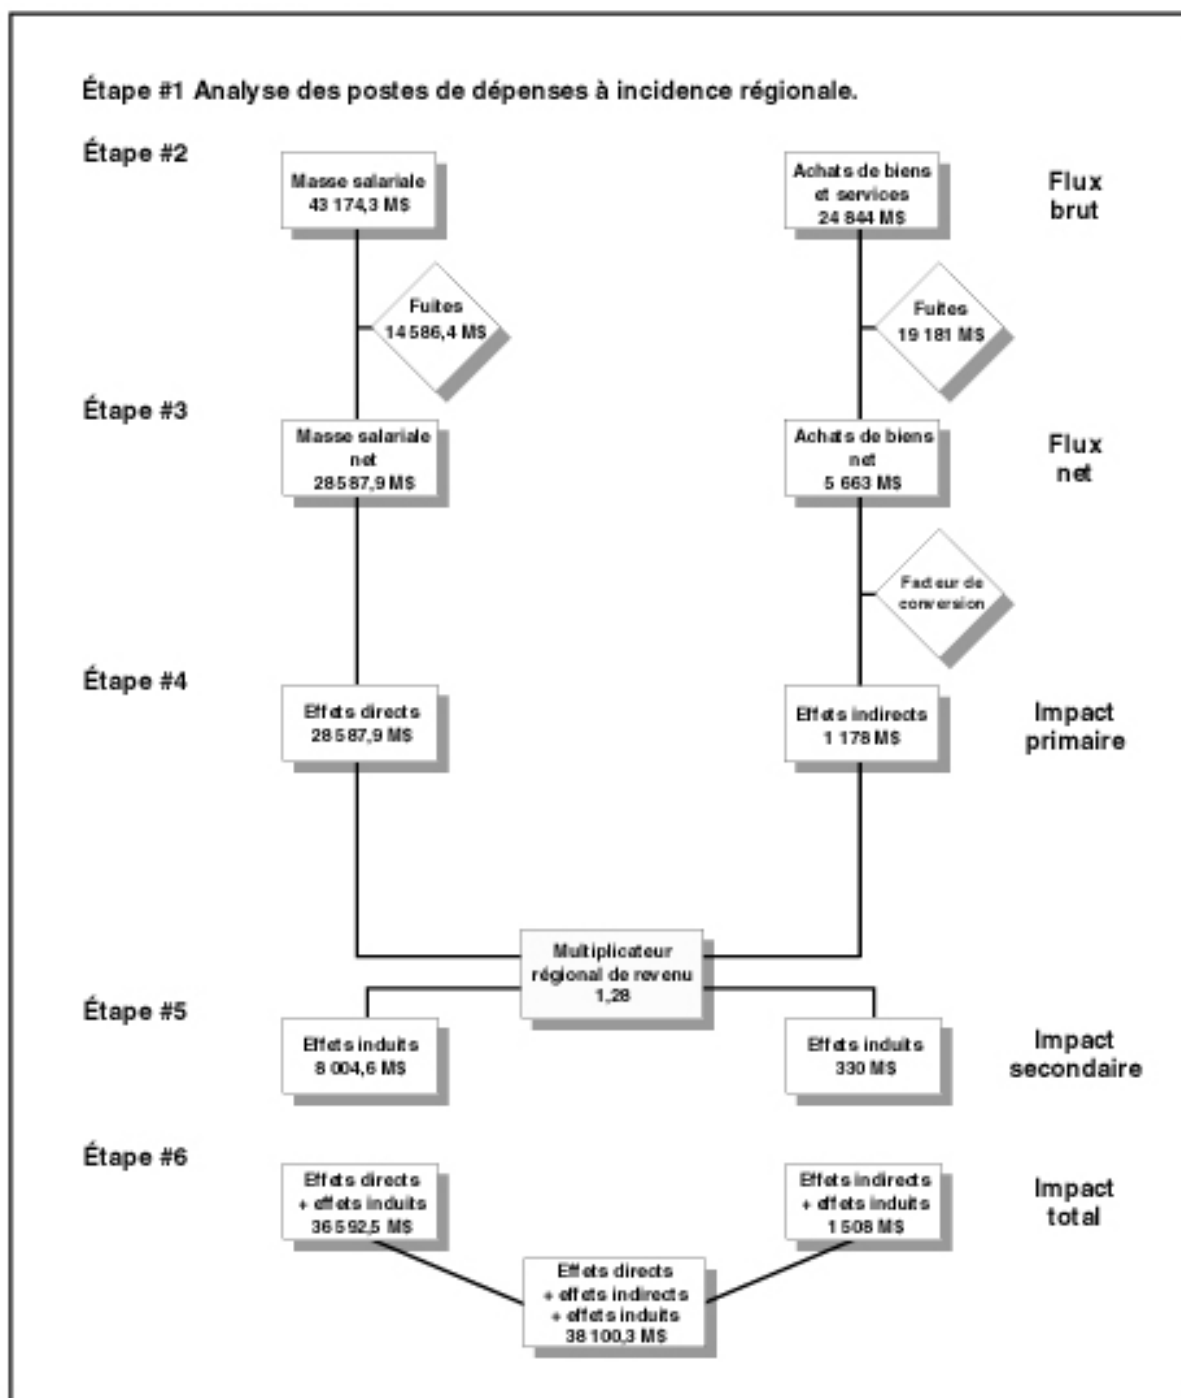 Étape #1 Analyse des postes de dépenses à incidence régionale.
Étape #2
Masse salariale
43 174,3 M$
Achats de biens
et services
24 844 M$
Flux
brut
Fuites
14 586,4 M$
Fuites
19 181 M$
Étape #3
Masse salariale
net
28 587,9 M$
Achats de biens
net
5 663 M$
Flux
net
Facteur de
conversion
Étape #4
Effets directs
28 587,9 M$
Effets indirects
1 178 M$
Impact
primaire
Multiplicateur
régional de revenu
1,28
Étape #5
Effets induits
8 004,6 M$
Effets induits
330 M$
Impact
secondaire
Étape #6
Effets directs
+ effets induits
36 592,5 M$
Effets indirects
+ effets induits
1 508 M$
Impact
total
Effets directs
+ effets indirects
+ effets induits
38 100,3 M$